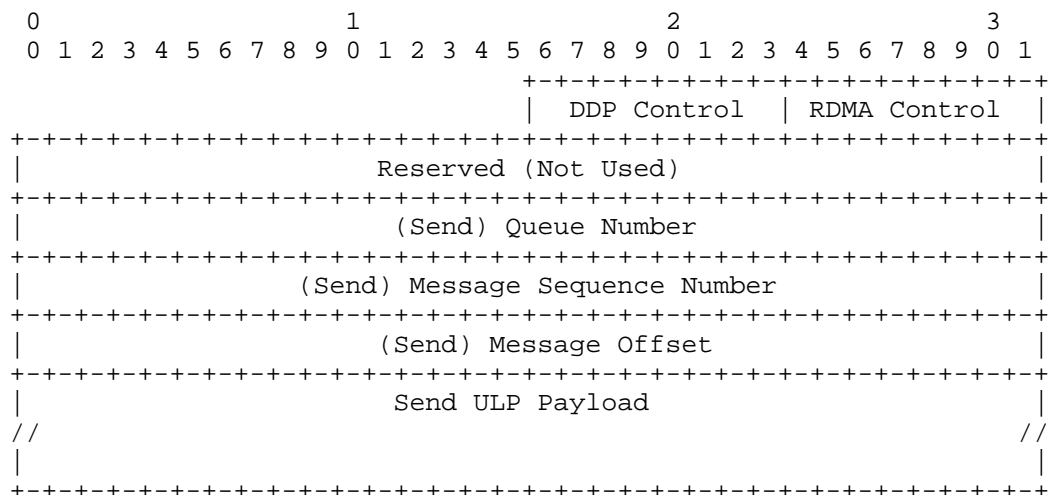 0                   1                   2                   3
 0 1 2 3 4 5 6 7 8 9 0 1 2 3 4 5 6 7 8 9 0 1 2 3 4 5 6 7 8 9 0 1
                                +-+-+-+-+-+-+-+-+-+-+-+-+-+-+-+-+
                                |  DDP Control  | RDMA Control  |
+-+-+-+-+-+-+-+-+-+-+-+-+-+-+-+-+-+-+-+-+-+-+-+-+-+-+-+-+-+-+-+-+
|                      Reserved (Not Used)                      |
+-+-+-+-+-+-+-+-+-+-+-+-+-+-+-+-+-+-+-+-+-+-+-+-+-+-+-+-+-+-+-+-+
|                       (Send) Queue Number                     |
+-+-+-+-+-+-+-+-+-+-+-+-+-+-+-+-+-+-+-+-+-+-+-+-+-+-+-+-+-+-+-+-+
|                 (Send) Message Sequence Number                |
+-+-+-+-+-+-+-+-+-+-+-+-+-+-+-+-+-+-+-+-+-+-+-+-+-+-+-+-+-+-+-+-+
|                      (Send) Message Offset                    |
+-+-+-+-+-+-+-+-+-+-+-+-+-+-+-+-+-+-+-+-+-+-+-+-+-+-+-+-+-+-+-+-+
|                       Send ULP Payload                        |
//                                                             //
|                                                               |
+-+-+-+-+-+-+-+-+-+-+-+-+-+-+-+-+-+-+-+-+-+-+-+-+-+-+-+-+-+-+-+-+